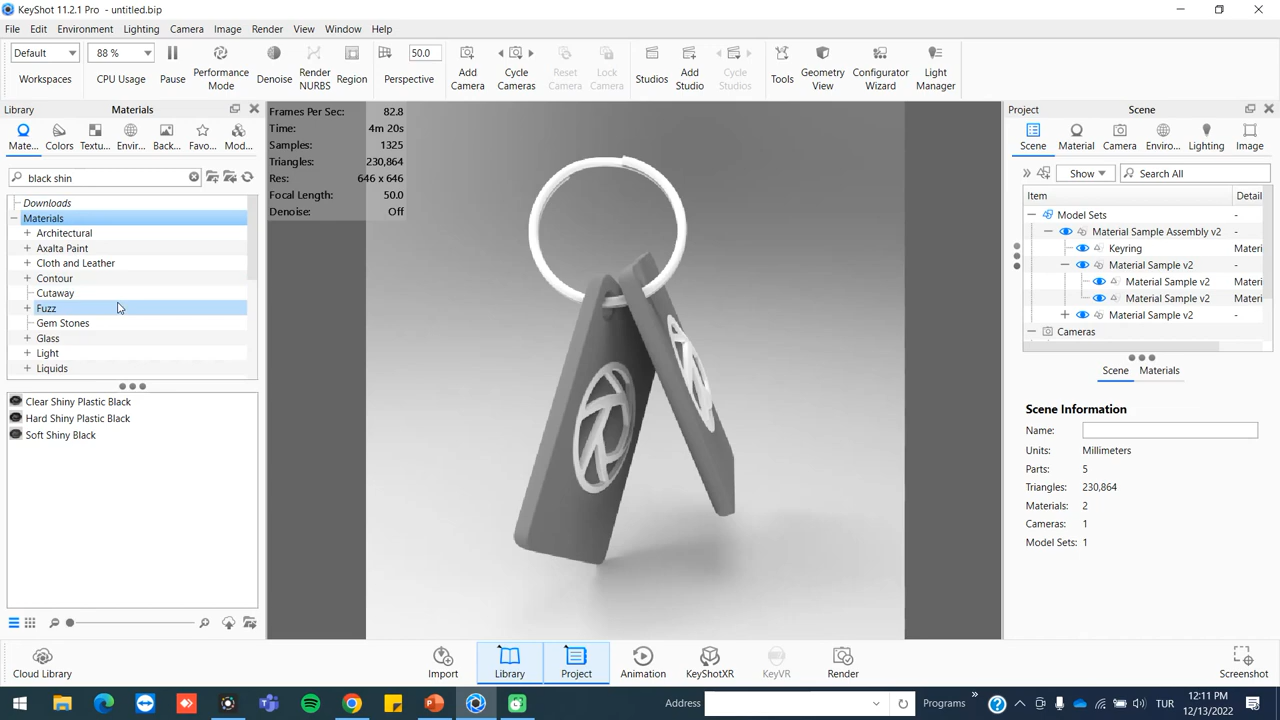 KeyShot 11.2.1 Pro - untitled.bip
File Edit Environment Lighting Camera Image Render View Window Help
Default 88 % 50.0
Workspaces CPU Usage Pause Performance Mode Denoise Render NURBS Region Perspective Add Camera Cycle Cameras Reset Camera Lock Camera Studios Add Studio Cycle Studios Tools Geometry View Configurator Wizard Light Manager
Library Materials
Mate... Colors Textu... Envir... Back... Favo... Mod...
black shin
Downloads
Materials
Architectural
Axalta Paint
Cloth and Leather
Contour
Cutaway
Fuzz
Gem Stones
Glass
Light
Liquids
Clear Shiny Plastic Black
Hard Shiny Plastic Black
Soft Shiny Black
Frames Per Sec: 82.8
Time: 4m 20s
Samples: 1325
Triangles: 230,864
Res: 646 x 646
Focal Length: 50.0
Denoise: Off
Project Scene
Scene Material Camera Enviro... Lighting Image
Show Search All
Item Detail
Model Sets -
Material Sample Assembly v2 -
Keyring Materi
Material Sample v2 -
Material Sample v2 Materi
Material Sample v2 Materi
Material Sample v2 -
Cameras
Scene Materials
Scene Information
Name:
Units: Millimeters
Parts: 5
Triangles: 230,864
Materials: 2
Cameras: 1
Model Sets: 1
Cloud Library Import Library Project Animation KeyShotXR KeyVR Render Screenshot
Address Programs » TUR 12:11 PM
12/13/2022